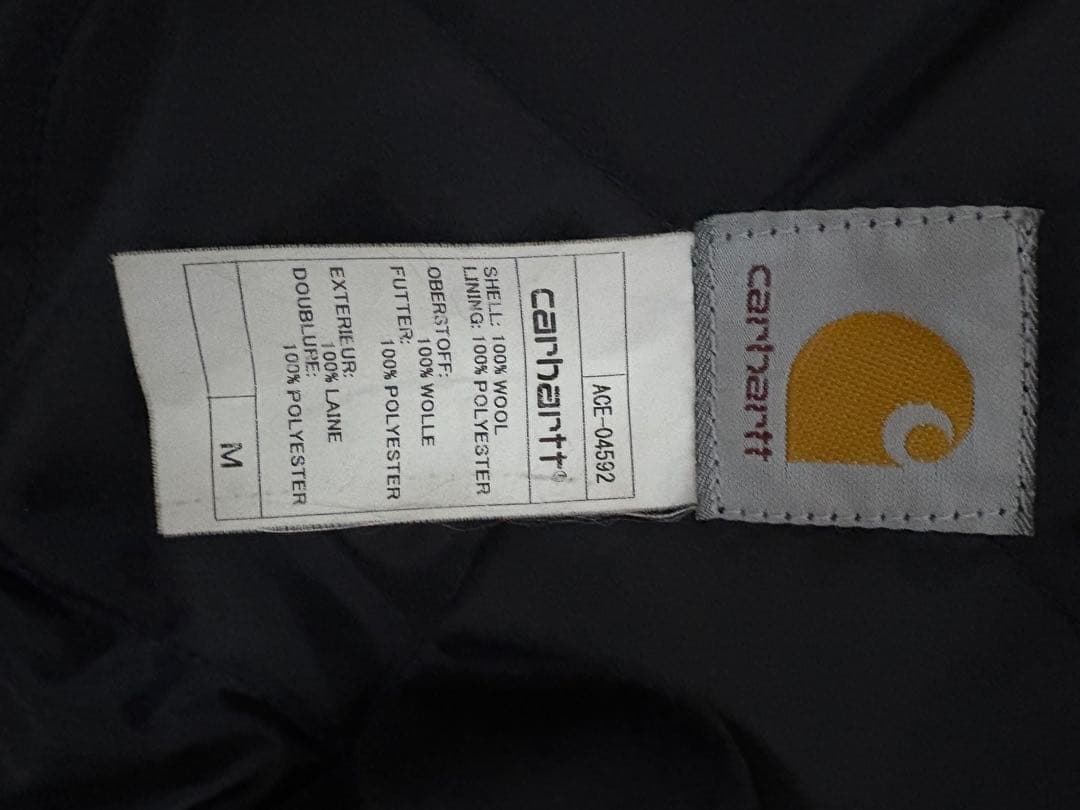 carhartt
ACE-04592
carhartt®
SHELL: 100% WOOL
LINING: 100% POLYESTER
OBERSTOFF:
100% WOLLE
FUTTER:
100% POLYESTER
EXTERIEUR:
100% LAINE
DOUBLURE:
100% POLYESTER
M